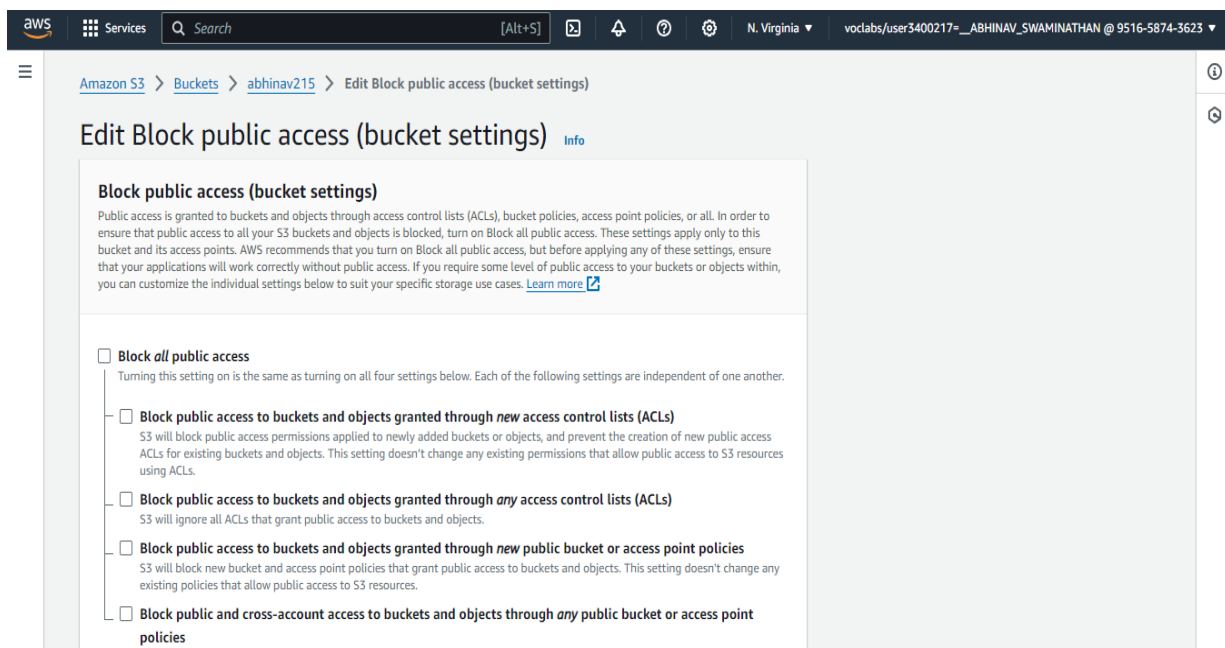 aws Services Search [Alt+S] N. Virginia voclabs/user3400217=__ABHINAV_SWAMINATHAN @ 9516-5874-3623
Amazon S3 > Buckets > abhinav215 > Edit Block public access (bucket settings)
Edit Block public access (bucket settings) Info
Block public access (bucket settings)
Public access is granted to buckets and objects through access control lists (ACLs), bucket policies, access point policies, or all. In order to
ensure that public access to all your S3 buckets and objects is blocked, turn on Block all public access. These settings apply only to this
bucket and its access points. AWS recommends that you turn on Block all public access, but before applying any of these settings, ensure
that your applications will work correctly without public access. If you require some level of public access to your buckets or objects within,
you can customize the individual settings below to suit your specific storage use cases. Learn more
Block all public access
Turning this setting on is the same as turning on all four settings below. Each of the following settings are independent of one another.
Block public access to buckets and objects granted through new access control lists (ACLs)
S3 will block public access permissions applied to newly added buckets or objects, and prevent the creation of new public access
ACLs for existing buckets and objects. This setting doesn't change any existing permissions that allow public access to S3 resources
using ACLs.
Block public access to buckets and objects granted through any access control lists (ACLs)
S3 will ignore all ACLs that grant public access to buckets and objects.
Block public access to buckets and objects granted through new public bucket or access point policies
S3 will block new bucket and access point policies that grant public access to buckets and objects. This setting doesn't change any
existing policies that allow public access to S3 resources.
Block public and cross-account access to buckets and objects through any public bucket or access point
policies